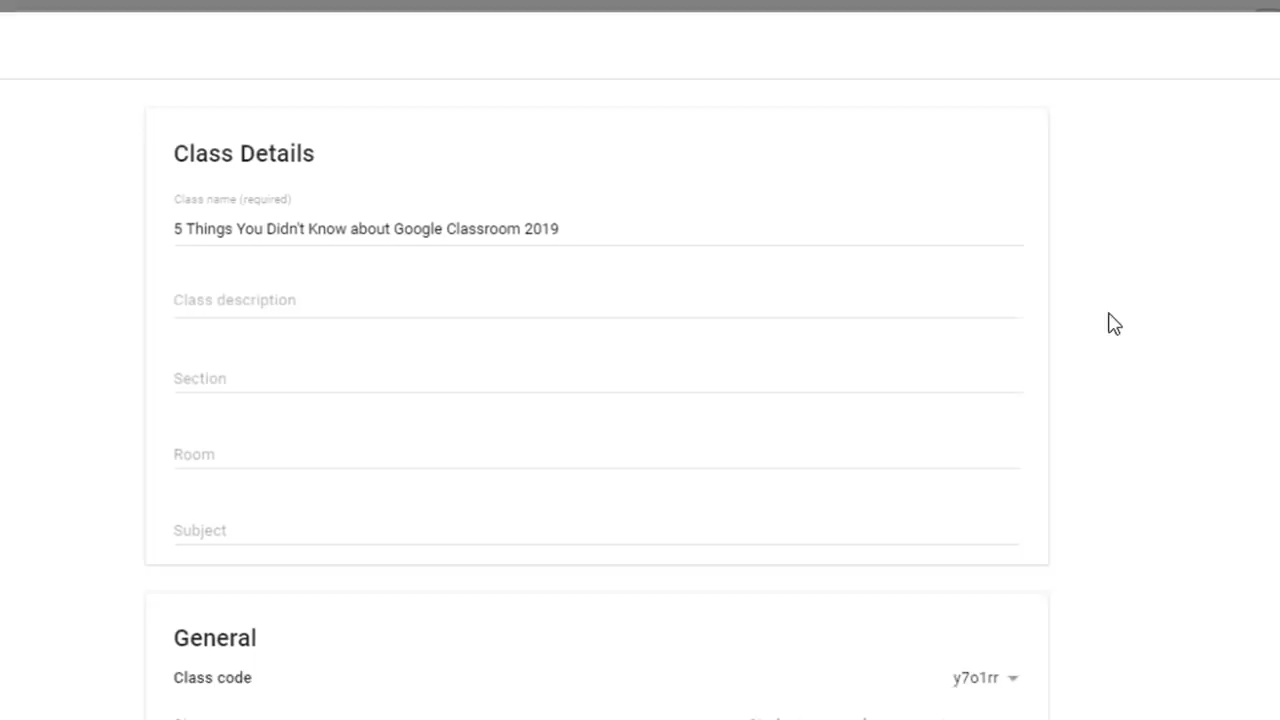 Class Details
Class name (required)
5 Things You Didn't Know about Google Classroom 2019
Class description
Section
Room
Subject
General
Class code
y7o1rr